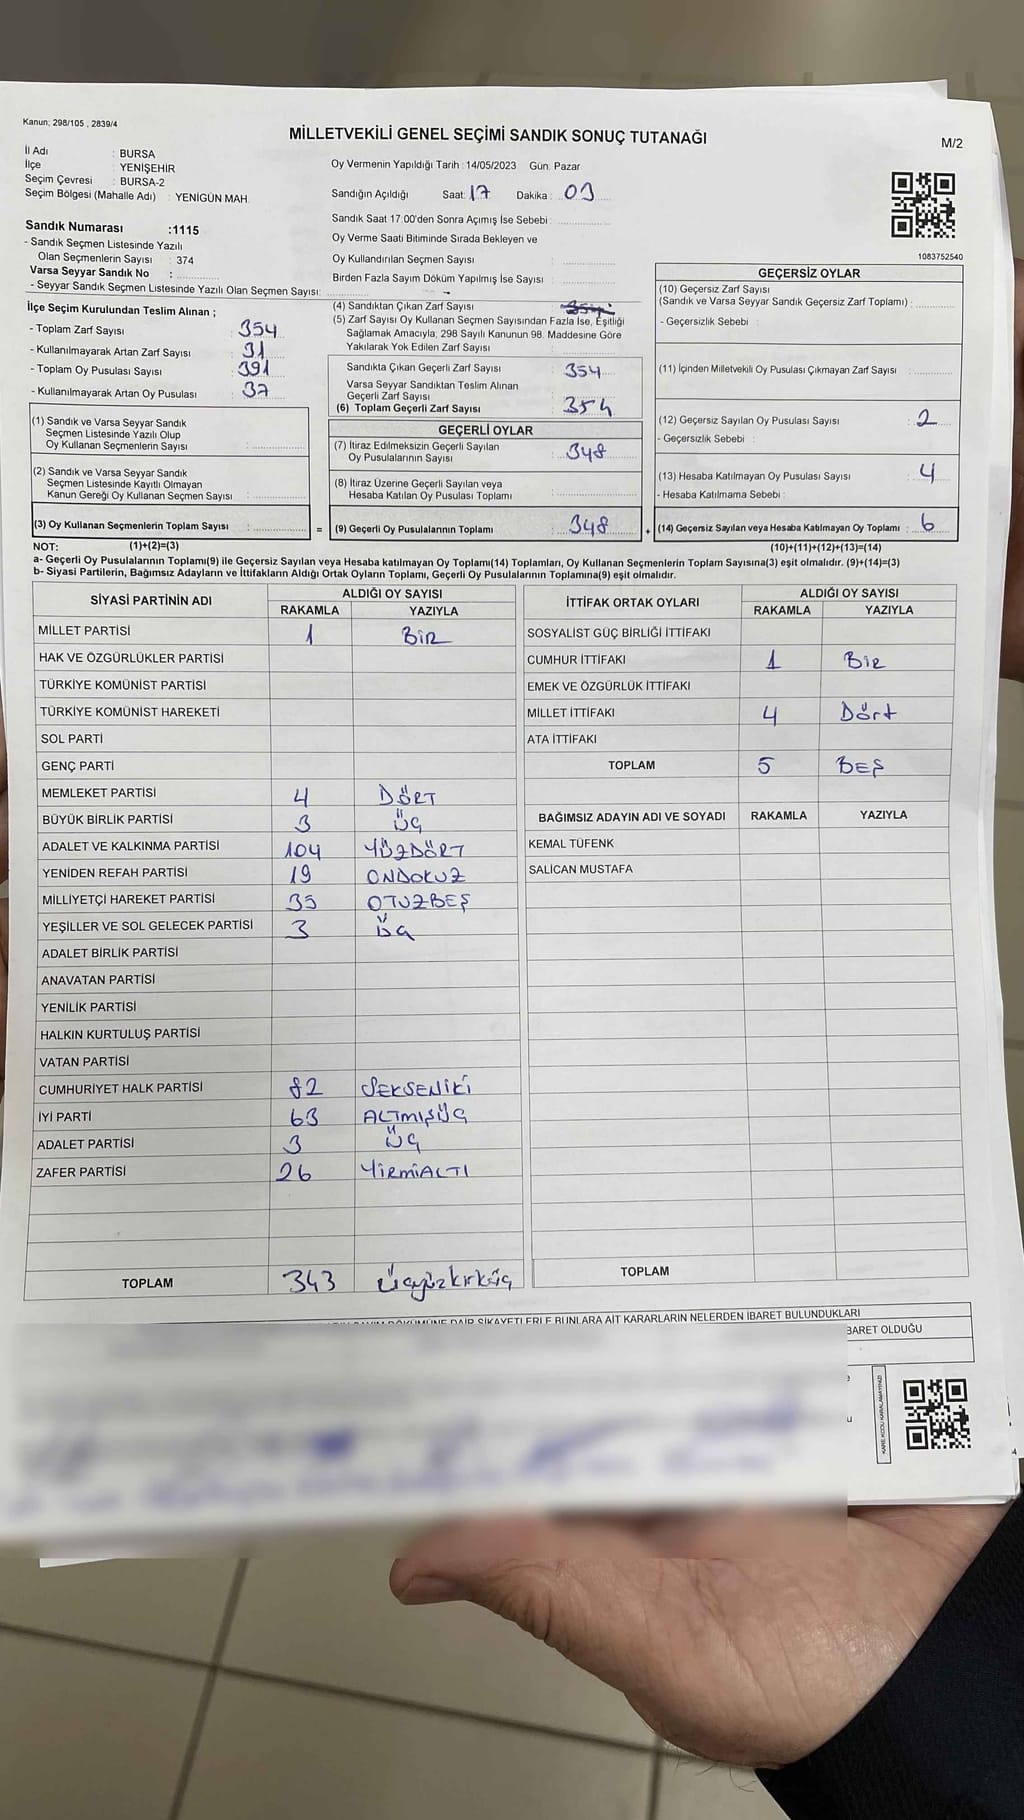 Kanun; 298/105 , 2839/4
MİLLETVEKİLİ GENEL SEÇİMİ SANDIK SONUÇ TUTANAĞI
M/2
İl Adı : BURSA
İlçe : YENİŞEHİR
Seçim Çevresi : BURSA-2
Seçim Bölgesi (Mahalle Adı) : YENİGÜN MAH.
Oy Vermenin Yapıldığı Tarih : 14/05/2023 Gün: Pazar
Sandığın Açıldığı Saat: 17 Dakika : 09
Sandık Saat 17:00'den Sonra Açımış İse Sebebi :
Oy Verme Saati Bitiminde Sırada Bekleyen ve
Oy Kullandırılan Seçmen Sayısı :
Birden Fazla Sayım Döküm Yapılmış İse Sayısı :
1083752540
Sandık Numarası :1115
- Sandık Seçmen Listesinde Yazılı
Olan Seçmenlerin Sayısı : 374
Varsa Seyyar Sandık No :
- Seyyar Sandık Seçmen Listesinde Yazılı Olan Seçmen Sayısı:
İlçe Seçim Kurulundan Teslim Alınan ;
- Toplam Zarf Sayısı : 354
- Kullanılmayarak Artan Zarf Sayısı : 31
- Toplam Oy Pusulası Sayısı : 391
- Kullanılmayarak Artan Oy Pusulası : 37
(4) Sandıktan Çıkan Zarf Sayısı :
(5) Zarf Sayısı Oy Kullanan Seçmen Sayısından Fazla İse, Eşitliği
Sağlamak Amacıyla, 298 Sayılı Kanunun 98. Maddesine Göre
Yakılarak Yok Edilen Zarf Sayısı :
Sandıkta Çıkan Geçerli Zarf Sayısı : 354
Varsa Seyyar Sandıktan Teslim Alınan
Geçerli Zarf Sayısı :
(6) Toplam Geçerli Zarf Sayısı : 354
GEÇERSİZ OYLAR
(10) Geçersiz Zarf Sayısı
(Sandık ve Varsa Seyyar Sandık Geçersiz Zarf Toplamı) :
- Geçersizlik Sebebi :
(11) İçinden Milletvekili Oy Pusulası Çıkmayan Zarf Sayısı :
(12) Geçersiz Sayılan Oy Pusulası Sayısı : 2
- Geçersizlik Sebebi :
(13) Hesaba Katılmayan Oy Pusulası Sayısı : 4
- Hesaba Katılmama Sebebi :
(14) Geçersiz Sayılan veya Hesaba Katılmayan Oy Toplamı : 6
(10)+(11)+(12)+(13)=(14)
(1) Sandık ve Varsa Seyyar Sandık
Seçmen Listesinde Yazılı Olup
Oy Kullanan Seçmenlerin Sayısı :
(2) Sandık ve Varsa Seyyar Sandık
Seçmen Listesinde Kayıtlı Olmayan
Kanun Gereği Oy Kullanan Seçmen Sayısı :
(3) Oy Kullanan Seçmenlerin Toplam Sayısı : =
GEÇERLİ OYLAR
(7) İtiraz Edilmeksizin Geçerli Sayılan
Oy Pusulalarının Sayısı : 348
(8) İtiraz Üzerine Geçerli Sayılan veya
Hesaba Katılan Oy Pusulası Toplamı :
(9) Geçerli Oy Pusulalarının Toplamı : 348 +
NOT: (1)+(2)=(3)
a- Geçerli Oy Pusulalarının Toplamı(9) ile Geçersiz Sayılan veya Hesaba katılmayan Oy Toplamı(14) Toplamları, Oy Kullanan Seçmenlerin Toplam Sayısına(3) eşit olmalıdır. (9)+(14)=(3)
b- Siyasi Partilerin, Bağımsız Adayların ve İttifakların Aldığı Ortak Oyların Toplamı, Geçerli Oy Pusulalarının Toplamına(9) eşit olmalıdır.
SİYASİ PARTİNİN ADI ALDIĞI OY SAYISI
RAKAMLA YAZIYLA
MİLLET PARTİSİ 1 BİR
HAK VE ÖZGÜRLÜKLER PARTİSİ
TÜRKİYE KOMÜNİST PARTİSİ
TÜRKİYE KOMÜNİST HAREKETİ
SOL PARTİ
GENÇ PARTİ
MEMLEKET PARTİSİ 4 DÖRT
BÜYÜK BİRLİK PARTİSİ 3 ÜÇ
ADALET VE KALKINMA PARTİSİ 104 YÜZDÖRT
YENİDEN REFAH PARTİSİ 19 ONDOKUZ
MİLLİYETÇİ HAREKET PARTİSİ 35 OTUZBEŞ
YEŞİLLER VE SOL GELECEK PARTİSİ 3 ÜÇ
ADALET BİRLİK PARTİSİ
ANAVATAN PARTİSİ
YENİLİK PARTİSİ
HALKIN KURTULUŞ PARTİSİ
VATAN PARTİSİ
CUMHURİYET HALK PARTİSİ 82 SEKSENİKİ
İYİ PARTİ 63 ALTMIŞÜÇ
ADALET PARTİSİ 3 ÜÇ
ZAFER PARTİSİ 26 YİRMİALTI
TOPLAM 343 Üçyüzkırküç
İTTİFAK ORTAK OYLARI ALDIĞI OY SAYISI
RAKAMLA YAZIYLA
SOSYALİST GÜÇ BİRLİĞİ İTTİFAKI
CUMHUR İTTİFAKI 1 Bir
EMEK VE ÖZGÜRLÜK İTTİFAKI
MİLLET İTTİFAKI 4 Dört
ATA İTTİFAKI
TOPLAM 5 BEŞ
BAĞIMSIZ ADAYIN ADI VE SOYADI RAKAMLA YAZIYLA
KEMAL TÜFENK
SALİCAN MUSTAFA
TOPLAM
DÖKÜMÜNE DAİR ŞİKAYETLERLE BUNLARA AİT KARARLARIN NELERDEN İBARET BULUNDUKLARI
BARET OLDUĞU
KARE KODU KARALAMAYINIZ!